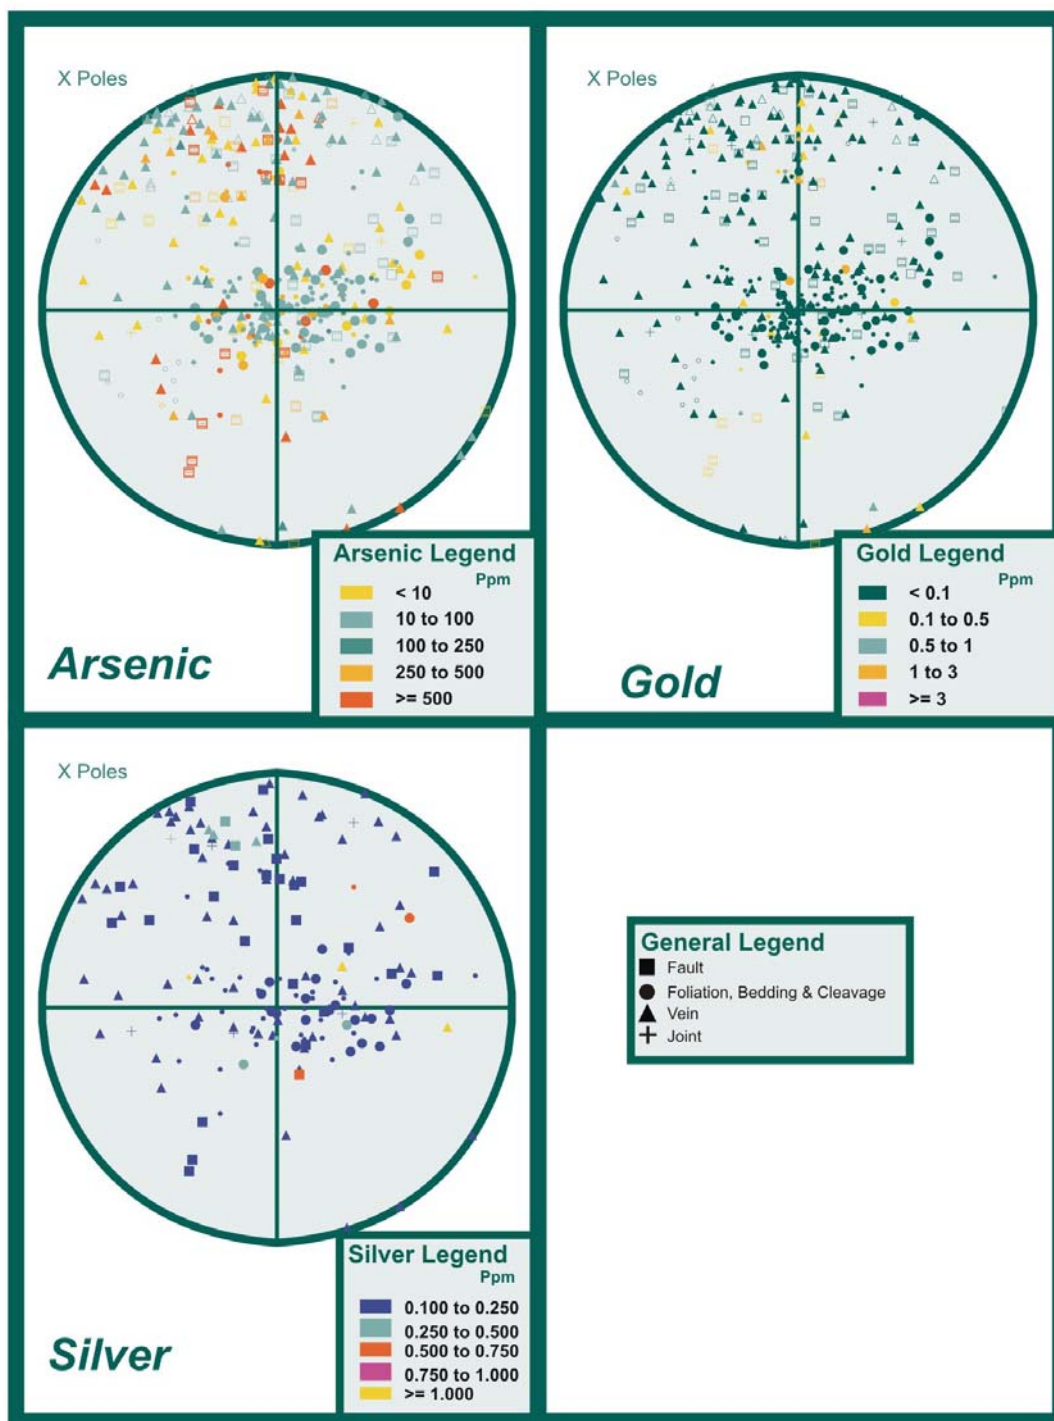 X Poles
Arsenic Legend
Ppm
< 10
10 to 100
100 to 250
250 to 500
>= 500
Arsenic
X Poles
Gold Legend
Ppm
< 0.1
0.1 to 0.5
0.5 to 1
1 to 3
>= 3
Gold
X Poles
Silver Legend
Ppm
0.100 to 0.250
0.250 to 0.500
0.500 to 0.750
0.750 to 1.000
>= 1.000
Silver
General Legend
Fault
Foliation, Bedding & Cleavage
Vein
Joint